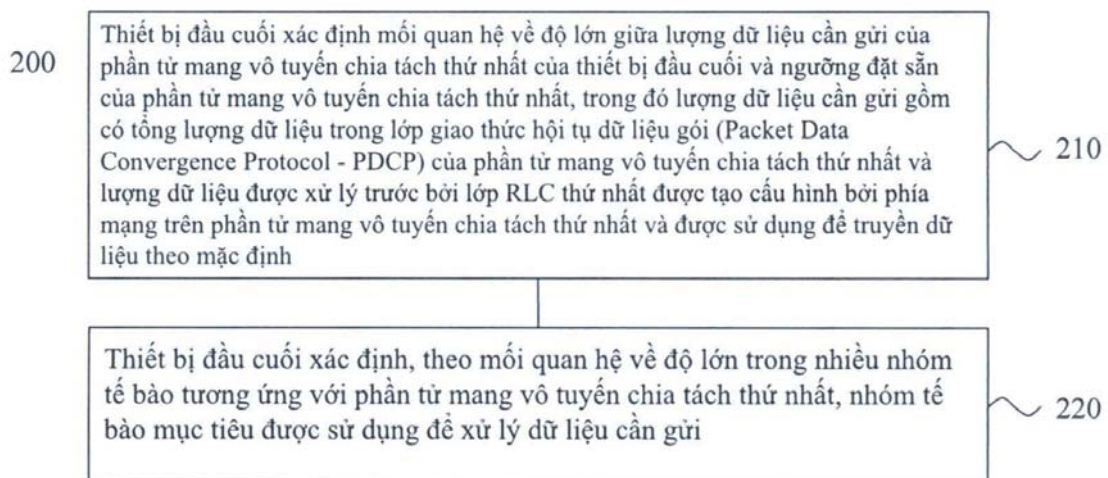 200
Thiết bị đầu cuối xác định mối quan hệ về độ lớn giữa lượng dữ liệu cần gửi của
phần tử mang vô tuyến chia tách thứ nhất của thiết bị đầu cuối và ngưỡng đặt sẵn
của phần tử mang vô tuyến chia tách thứ nhất, trong đó lượng dữ liệu cần gửi gồm
có tổng lượng dữ liệu trong lớp giao thức hội tụ dữ liệu gói (Packet Data
Convergence Protocol - PDCP) của phần tử mang vô tuyến chia tách thứ nhất và
lượng dữ liệu được xử lý trước bởi lớp RLC thứ nhất được tạo cấu hình bởi phía
mạng trên phần tử mang vô tuyến chia tách thứ nhất và được sử dụng để truyền dữ
liệu theo mặc định
210
Thiết bị đầu cuối xác định, theo mối quan hệ về độ lớn trong nhiều nhóm
tế bào tương ứng với phần tử mang vô tuyến chia tách thứ nhất, nhóm tế
bào mục tiêu được sử dụng để xử lý dữ liệu cần gửi
220